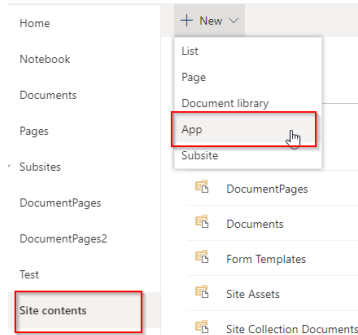 Home
Notebook
Documents
Pages
Subsites
DocumentPages
DocumentPages2
Test
Site contents
+ New
List
Page
Document library
App
Subsite
DocumentPages
Documents
Form Templates
Site Assets
Site Collection Documents